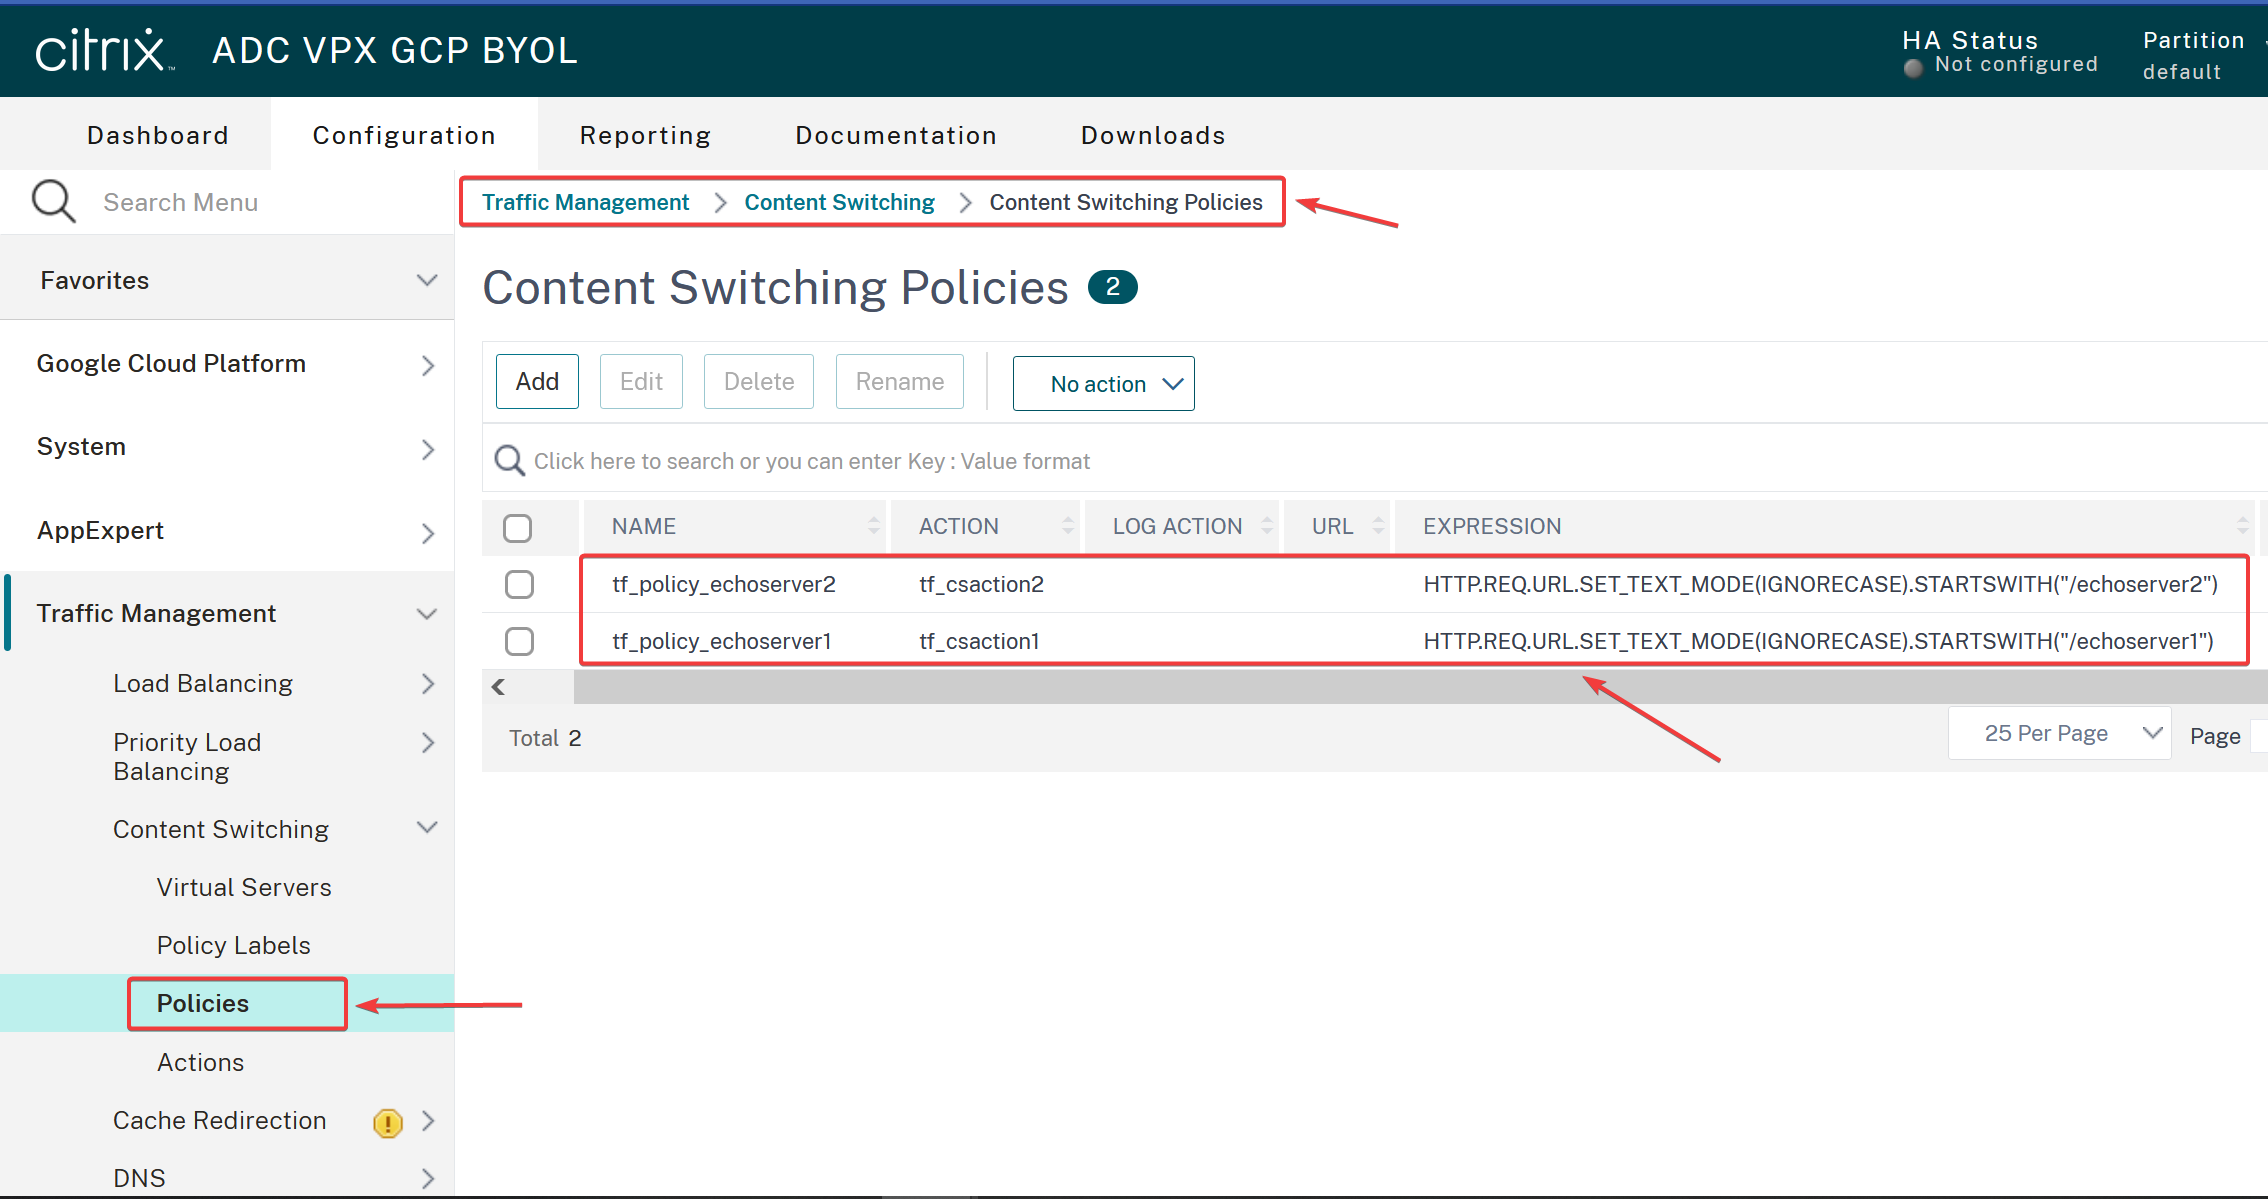 citrix™ ADC VPX GCP BYOL
HA Status
Not configured
Partition
default
Dashboard Configuration Reporting Documentation Downloads
Search Menu
Favorites
Google Cloud Platform
System
AppExpert
Traffic Management
Load Balancing
Priority Load
Balancing
Content Switching
Virtual Servers
Policy Labels
Policies
Actions
Cache Redirection
DNS
Traffic Management Content Switching Content Switching Policies
Content Switching Policies 2
Add Edit Delete Rename No action
Click here to search or you can enter Key : Value format
NAME ACTION LOG ACTION URL EXPRESSION
tf_policy_echoserver2 tf_csaction2 HTTP.REQ.URL.SET_TEXT_MODE(IGNORECASE).STARTSWITH("/echoserver2")
tf_policy_echoserver1 tf_csaction1 HTTP.REQ.URL.SET_TEXT_MODE(IGNORECASE).STARTSWITH("/echoserver1")
Total 2 25 Per Page Page